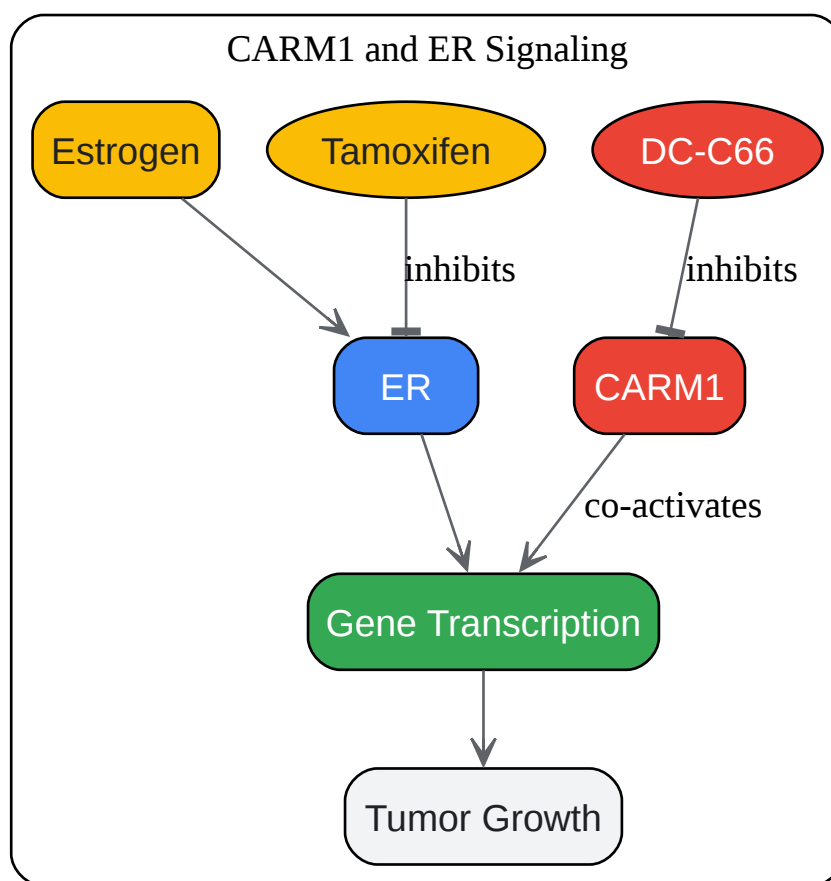 CARM1 and ER Signaling
Estrogen
Tamoxifen
DC-C66
inhibits
inhibits
ER
CARM1
co-activates
Gene Transcription
Tumor Growth